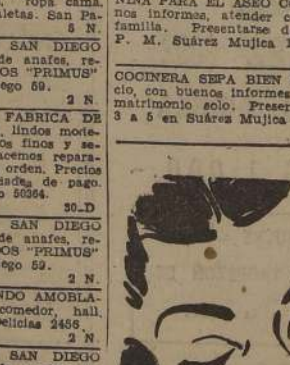 ropa cama,
letas. San Pa-
5 N.
SAN DIEGO
de anafes, re-
OS "PRIMUS"
ego 59.
2 N.
FABRICA DE
lindos mode-
os finos y se-
acemos repara-
orden. Precios
dades de pago.
o 50364.
30_D
SAN DIEGO
de anafes, re-
OS "PRIMUS"
ego 59.
2 N.
NDO AMOBLA-
comedor, hall,
Delicias 2456
2 N.
SAN DIEGO
NIÑA PARA EL ASEO C
nos informes, atender
familia. Presentarse d
P. M. Suárez Mujica
COCINERA SEPA BIEN
cio, con buenos informes
matrimonio solo. Presen
3 a 5 en Suárez Mujica